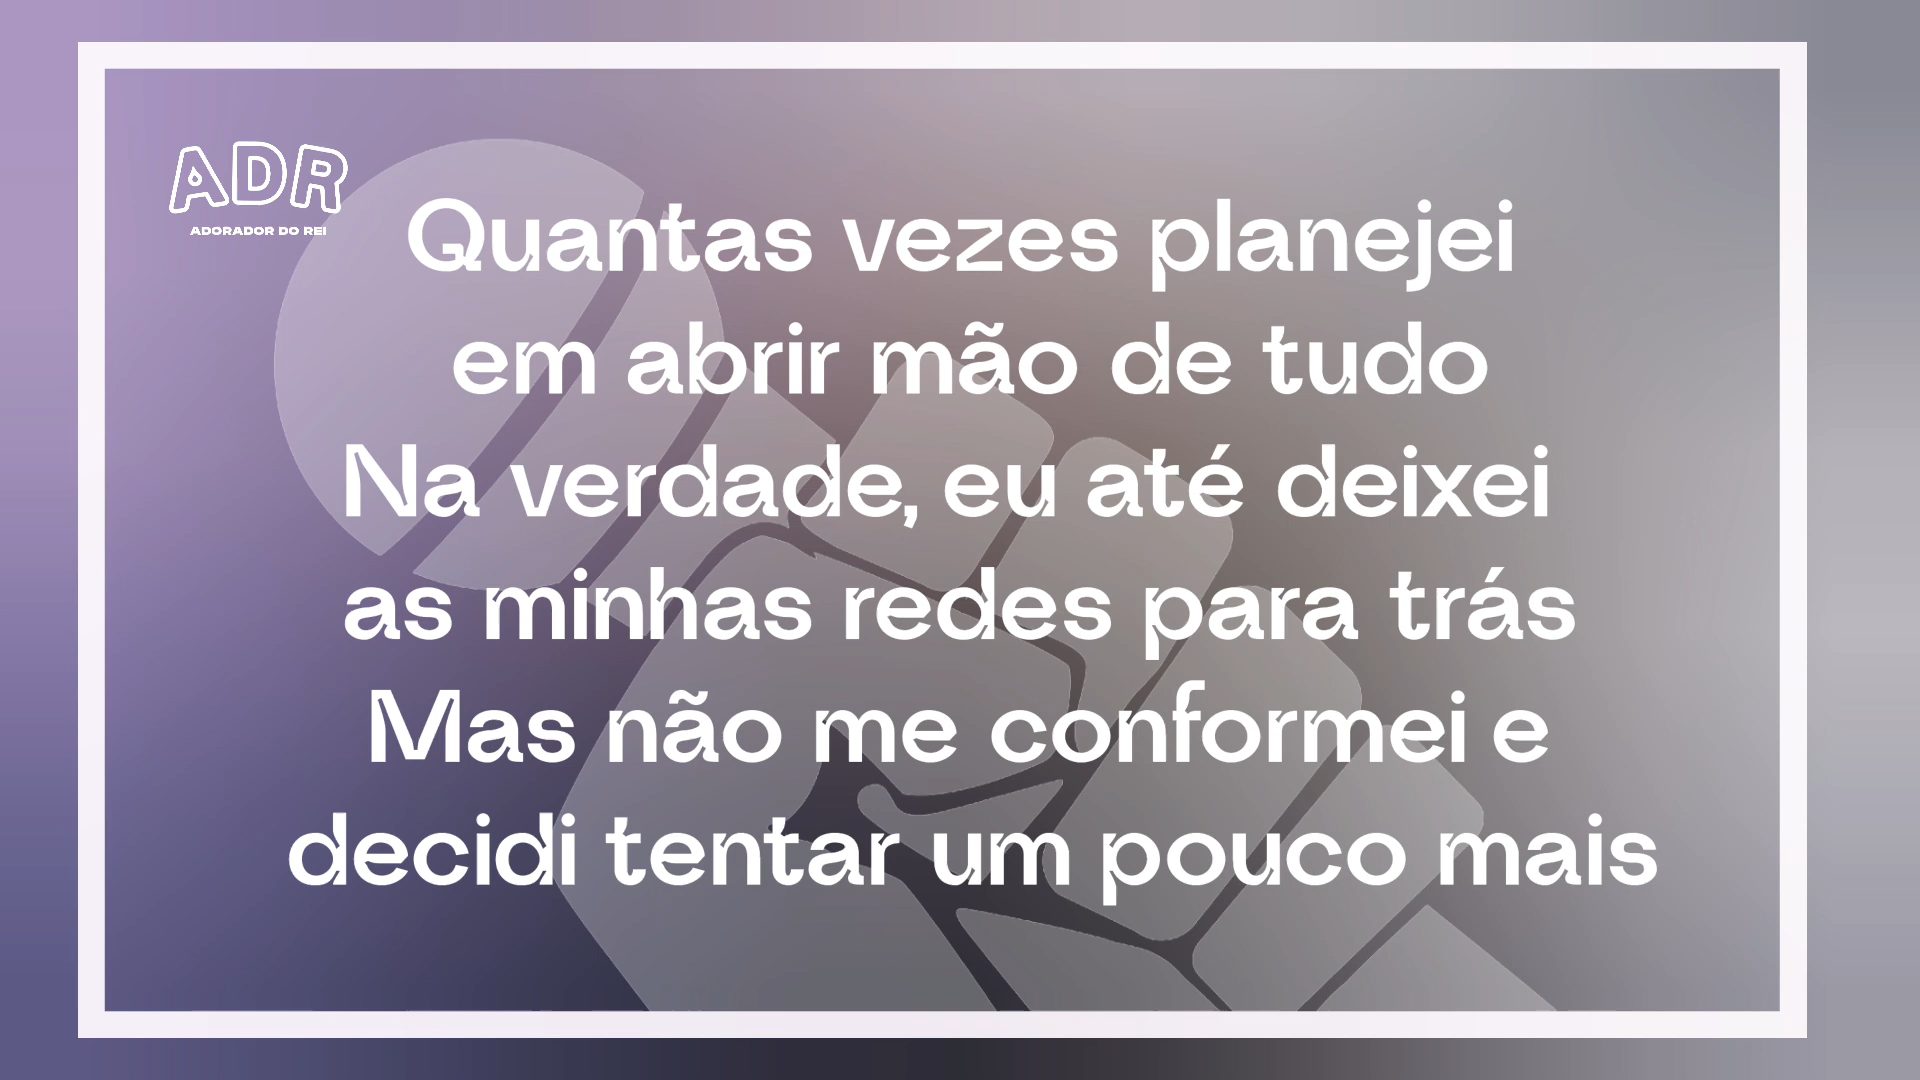 ADR
ADORADOR DO REI
Quantas vezes planejei
em abrir mão de tudo
Na verdade, eu até deixei
as minhas redes para trás
Mas não me conformei e
decidi tentar um pouco mais